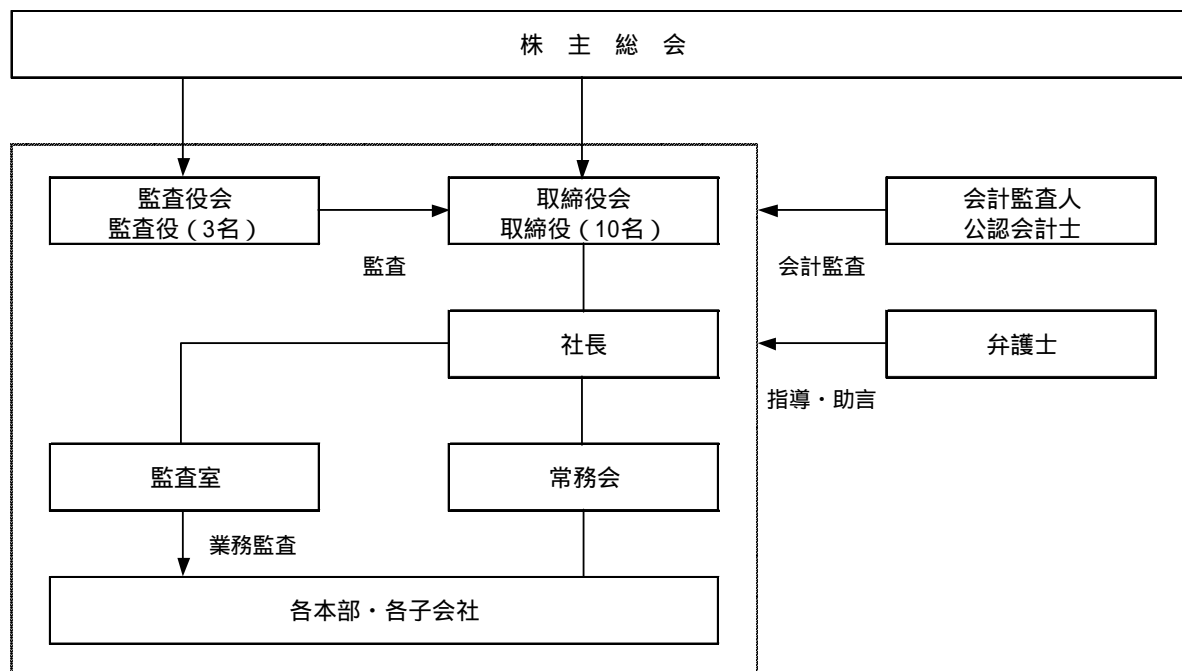 株 主 総 会
監査役会
監査役（3名）
取締役会
取締役（10名）
会計監査人
公認会計士
監査
会計監査
社長
弁護士
指導・助言
監査室
常務会
業務監査
各本部・各子会社